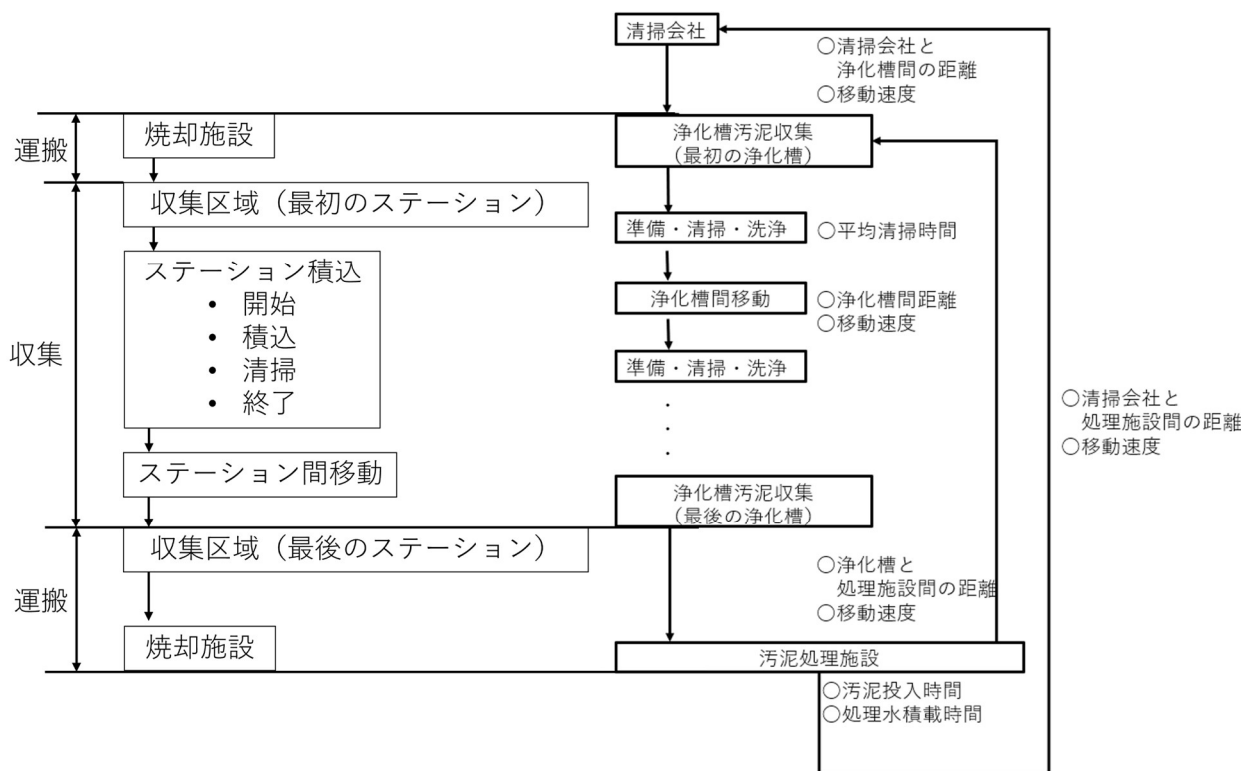 清掃会社
○清掃会社と
浄化槽間の距離
○移動速度
運搬
焼却施設
浄化槽汚泥収集
(最初の浄化槽)
収集区域（最初のステーション）
準備・清掃・洗浄
○平均清掃時間
ステーション積込
• 開始
• 積込
• 清掃
• 終了
収集
浄化槽間移動
○浄化槽間距離
○移動速度
準備・清掃・洗浄
.
.
.
○清掃会社と
処理施設間の距離
○移動速度
ステーション間移動
浄化槽汚泥収集
(最後の浄化槽)
収集区域（最後のステーション）
運搬
○浄化槽と
処理施設間の距離
○移動速度
焼却施設
汚泥処理施設
○汚泥投入時間
○処理水積載時間